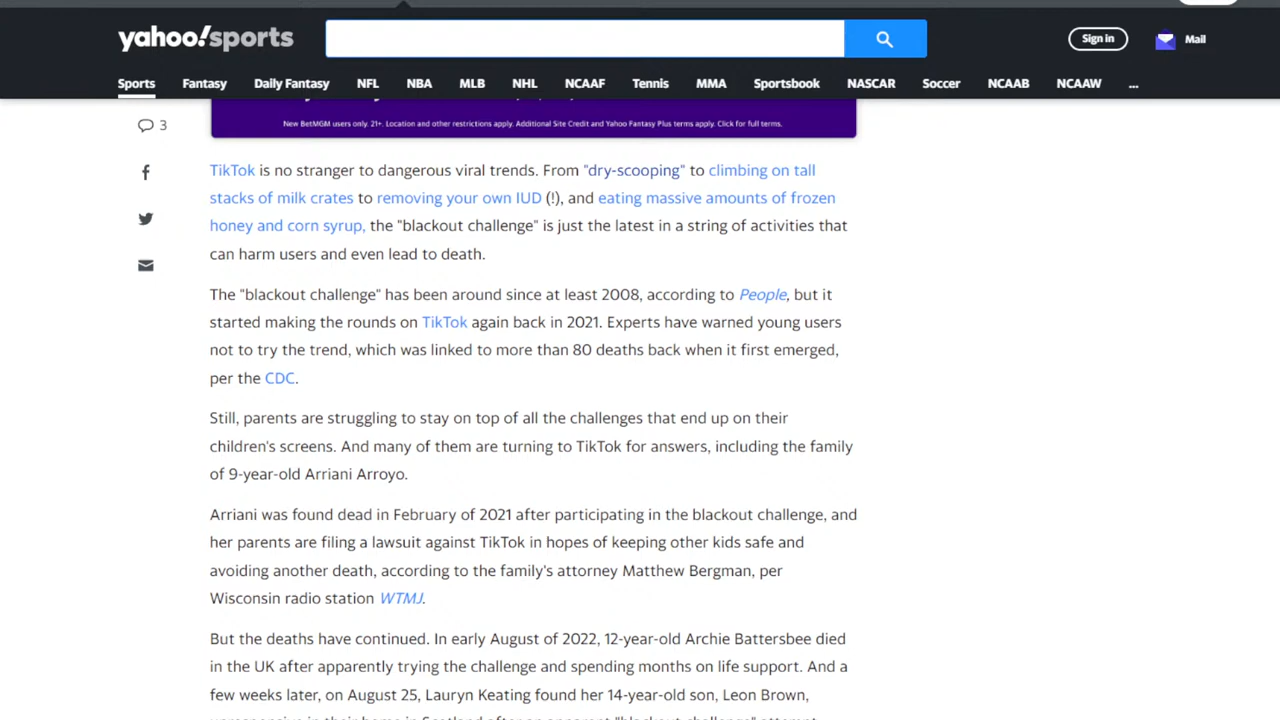 yahoo!sports
Sign in
Mail
Sports Fantasy Daily Fantasy NFL NBA MLB NHL NCAAF Tennis MMA Sportsbook NASCAR Soccer NCAAB NCAAW ...
New BetMGM users only. 21+. Location and other restrictions apply. Additional Site Credit and Yahoo Fantasy Plus terms apply. Click for full terms.
3
TikTok is no stranger to dangerous viral trends. From "dry-scooping" to climbing on tall
stacks of milk crates to removing your own IUD (!), and eating massive amounts of frozen
honey and corn syrup, the "blackout challenge" is just the latest in a string of activities that
can harm users and even lead to death.
The "blackout challenge" has been around since at least 2008, according to People, but it
started making the rounds on TikTok again back in 2021. Experts have warned young users
not to try the trend, which was linked to more than 80 deaths back when it first emerged,
per the CDC.
Still, parents are struggling to stay on top of all the challenges that end up on their
children's screens. And many of them are turning to TikTok for answers, including the family
of 9-year-old Arriani Arroyo.
Arriani was found dead in February of 2021 after participating in the blackout challenge, and
her parents are filing a lawsuit against TikTok in hopes of keeping other kids safe and
avoiding another death, according to the family's attorney Matthew Bergman, per
Wisconsin radio station WTMJ.
But the deaths have continued. In early August of 2022, 12-year-old Archie Battersbee died
in the UK after apparently trying the challenge and spending months on life support. And a
few weeks later, on August 25, Lauryn Keating found her 14-year-old son, Leon Brown,